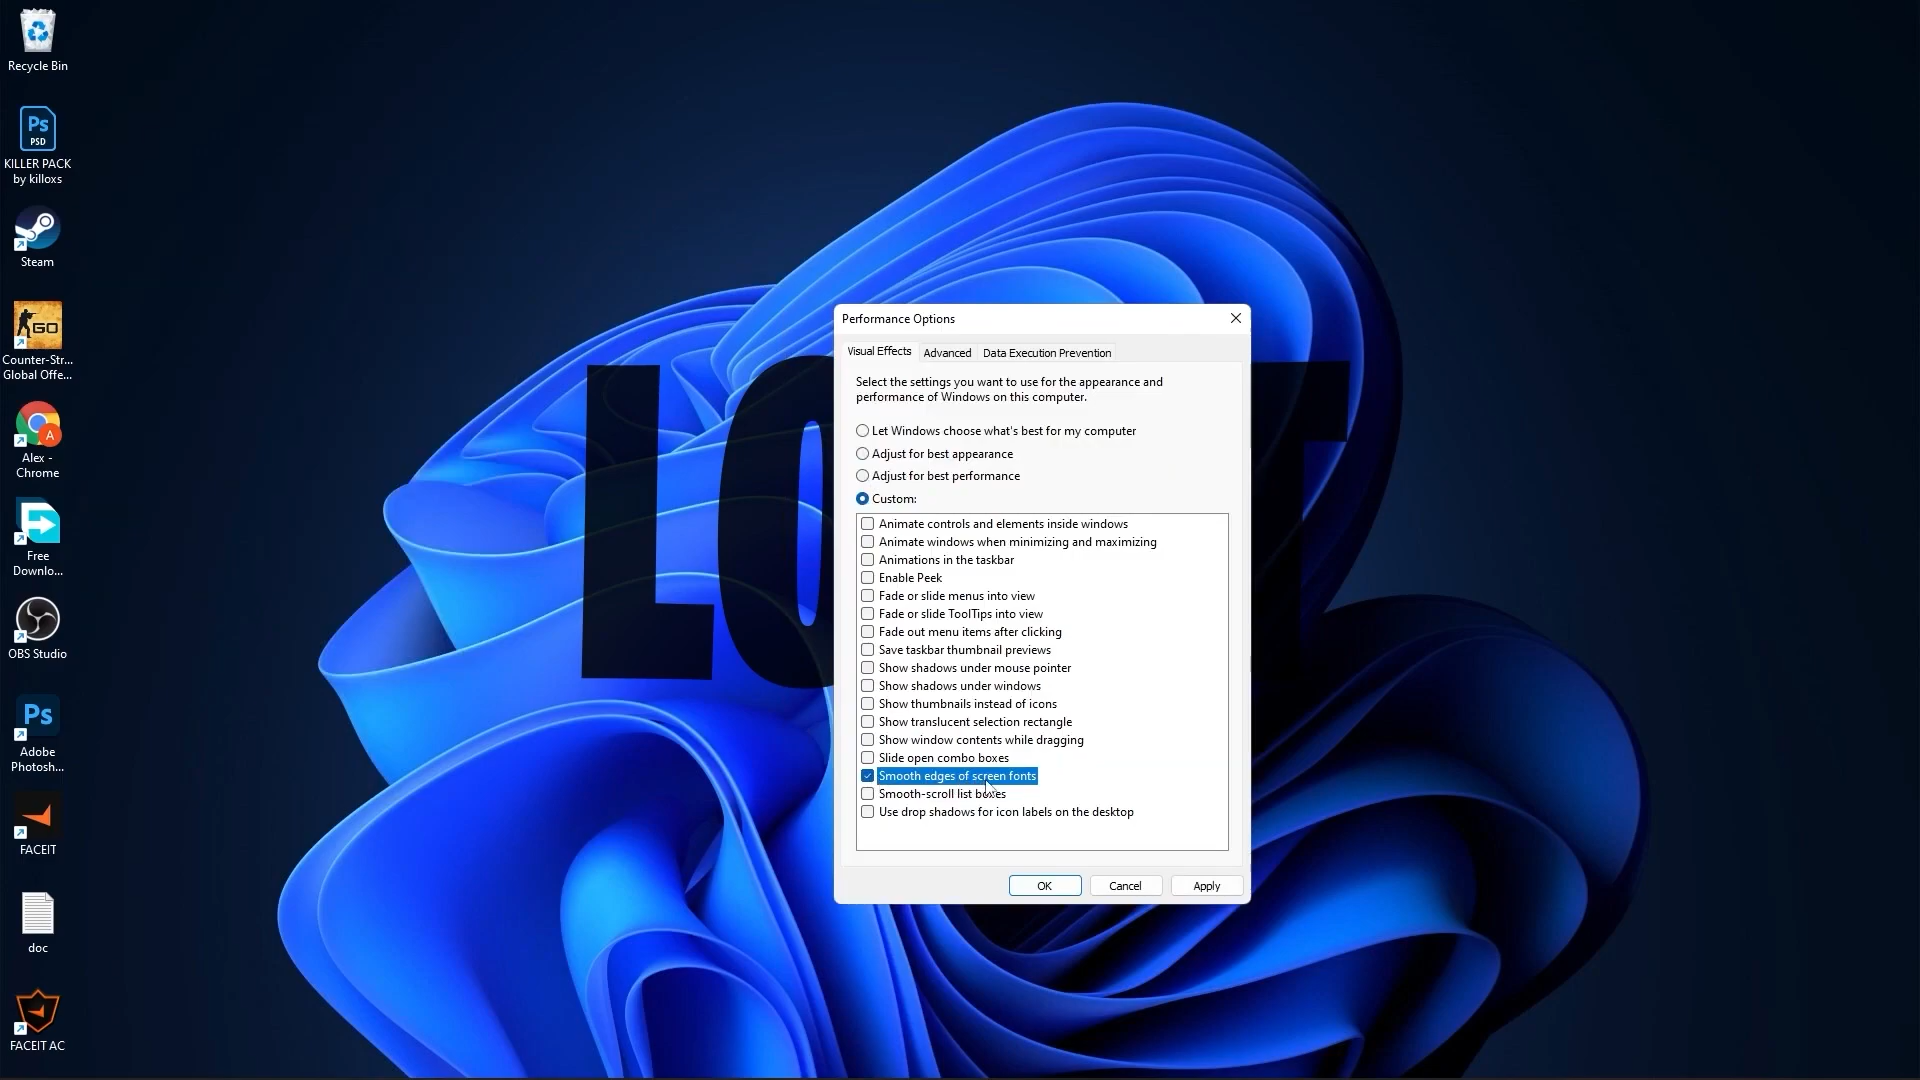 Recycle Bin
Ps
PSD
KILLER PACK
by killoxs
Steam
GO
Counter-Str...
Global Offe...
A
Alex -
Chrome
Free
Downlo...
OBS Studio
Ps
Adobe
Photosh...
FACEIT
doc
FACEIT AC
LO
T
Performance Options
Visual Effects
Advanced
Data Execution Prevention
Select the settings you want to use for the appearance and
performance of Windows on this computer.
Let Windows choose what's best for my computer
Adjust for best appearance
Adjust for best performance
Custom:
Animate controls and elements inside windows
Animate windows when minimizing and maximizing
Animations in the taskbar
Enable Peek
Fade or slide menus into view
Fade or slide ToolTips into view
Fade out menu items after clicking
Save taskbar thumbnail previews
Show shadows under mouse pointer
Show shadows under windows
Show thumbnails instead of icons
Show translucent selection rectangle
Show window contents while dragging
Slide open combo boxes
Smooth edges of screen fonts
Smooth-scroll list boxes
Use drop shadows for icon labels on the desktop
OK
Cancel
Apply